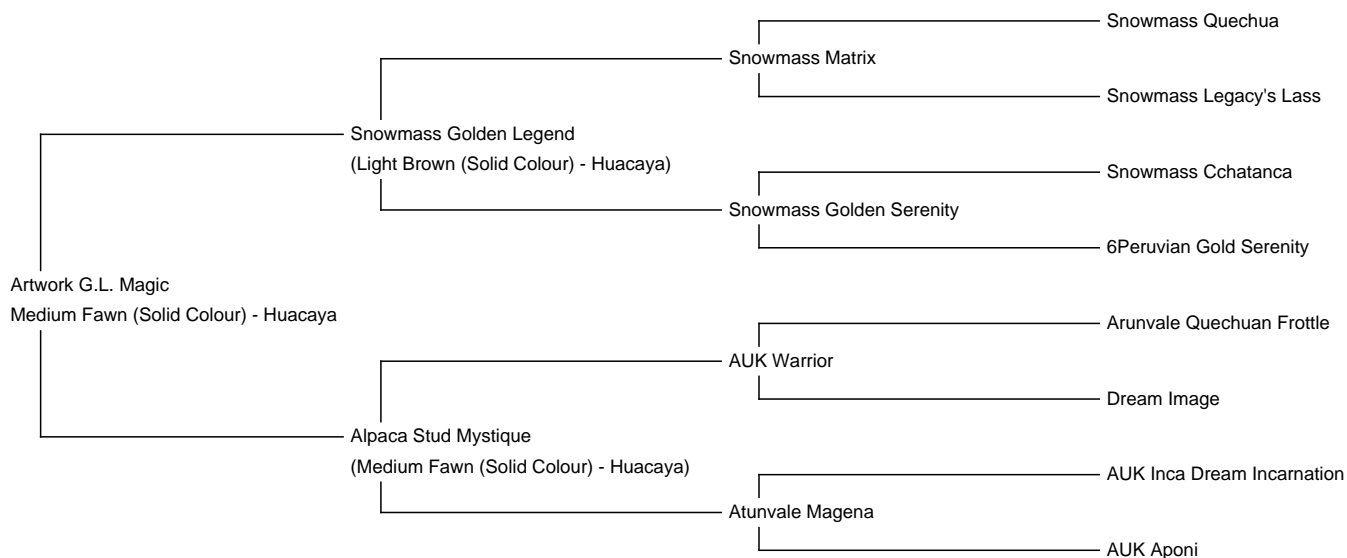 Snowmass Quechua
Snowmass Matrix
Snowmass Legacy's Lass
Snowmass Golden Legend
(Light Brown (Solid Colour) - Huacaya)
Snowmass Cchatanca
Snowmass Golden Serenity
6Peruvian Gold Serenity
Artwork G.L. Magic
Medium Fawn (Solid Colour) - Huacaya
Arunvale Quechuan Frottle
AUK Warrior
Dream Image
Alpaca Stud Mystique
(Medium Fawn (Solid Colour) - Huacaya)
AUK Inca Dream Incarnation
Atunvale Magena
AUK Aponi